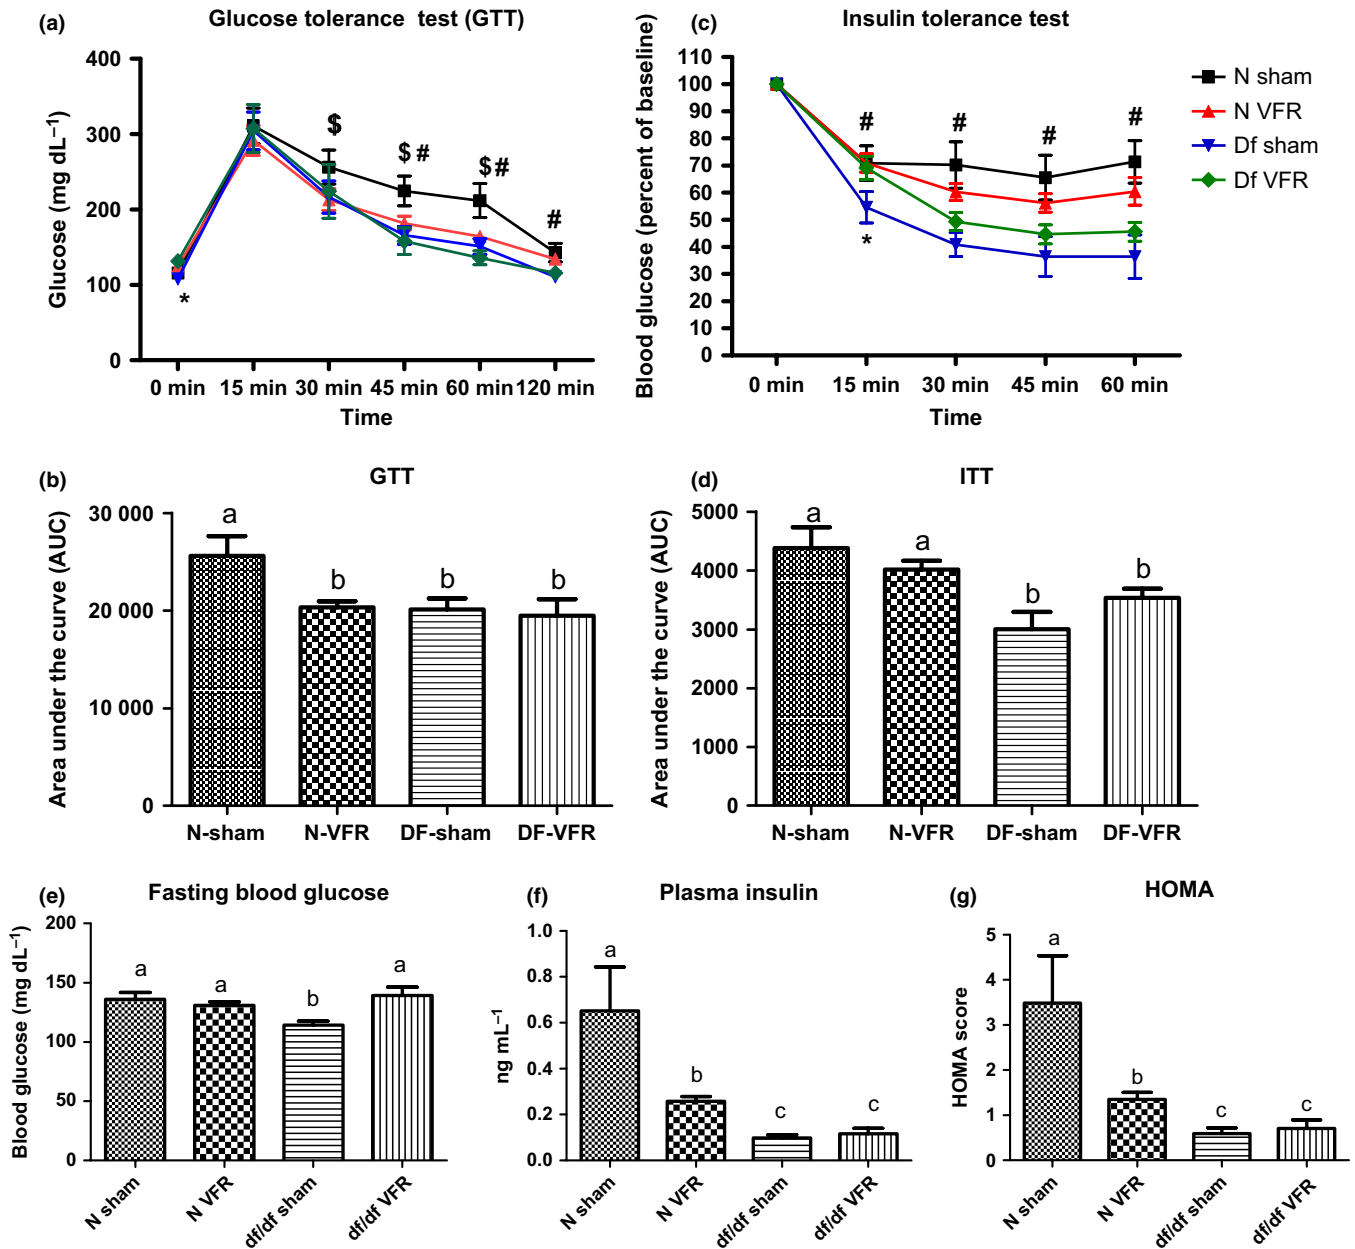 (a)
Glucose tolerance test (GTT)
Glucose (mg dL⁻¹)
400
300
200
100
0
$
$ #
$ #
#
*
0 min 15 min 30 min 45 min 60 min 120 min
Time
(c)
Insulin tolerance test
Blood glucose (percent of baseline)
110
100
90
80
70
60
50
40
30
20
10
0
# # # #
*
0 min 15 min 30 min 45 min 60 min
Time
N sham
N VFR
Df sham
Df VFR
(b)
GTT
Area under the curve (AUC)
30 000
20 000
10 000
0
a b b b
N-sham N-VFR DF-sham DF-VFR
(d)
ITT
Area under the curve (AUC)
5000
4000
3000
2000
1000
0
a a b b
N-sham N-VFR DF-sham DF-VFR
(e)
Fasting blood glucose
Blood glucose (mg dL⁻¹)
200
150
100
50
0
a a b a
N sham N VFR df/df sham df/df VFR
(f)
Plasma insulin
ng mL⁻¹
1.0
0.8
0.6
0.4
0.2
0.0
a b c c
N sham N VFR df/df sham df/df VFR
(g)
HOMA
HOMA score
5
4
3
2
1
0
a b c c
N sham N VFR df/df sham df/df VFR